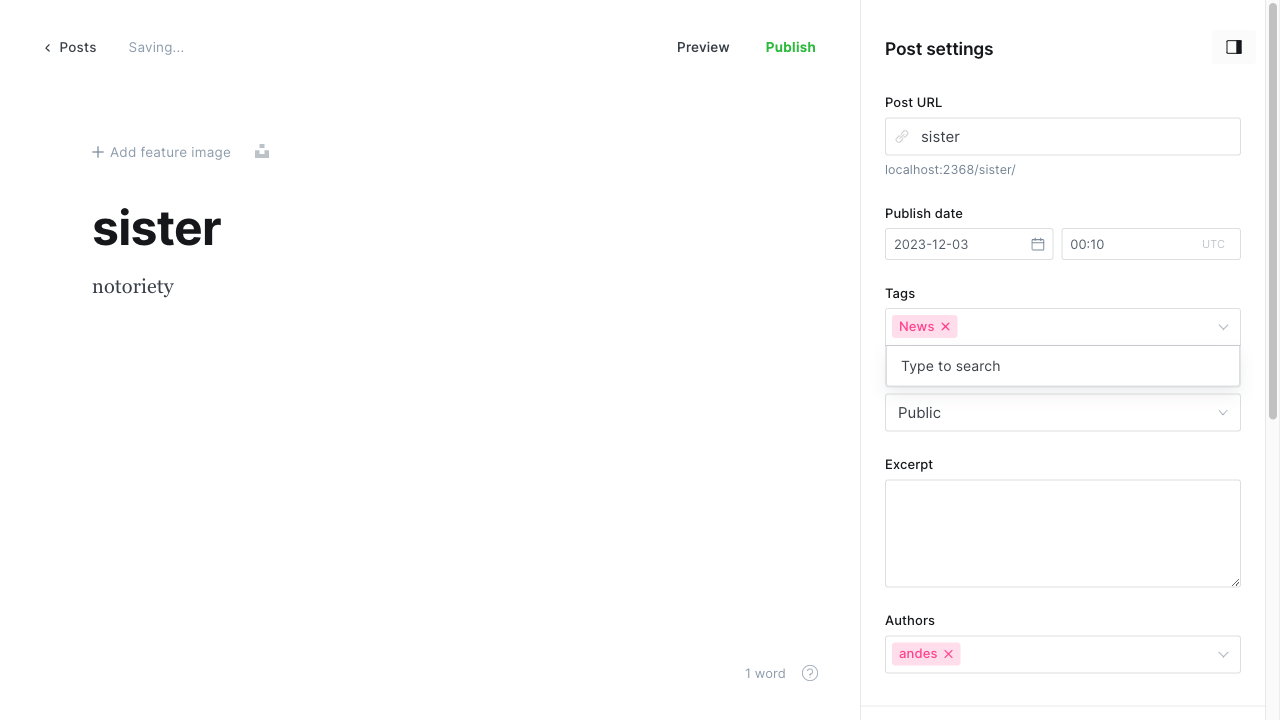 Posts
Saving...
Preview
Publish
Add feature image
sister
notoriety
1 word
?
Post settings
Post URL
sister
localhost:2368/sister/
Publish date
2023-12-03
00:10
UTC
Tags
News
Type to search
Public
Excerpt
Authors
andes